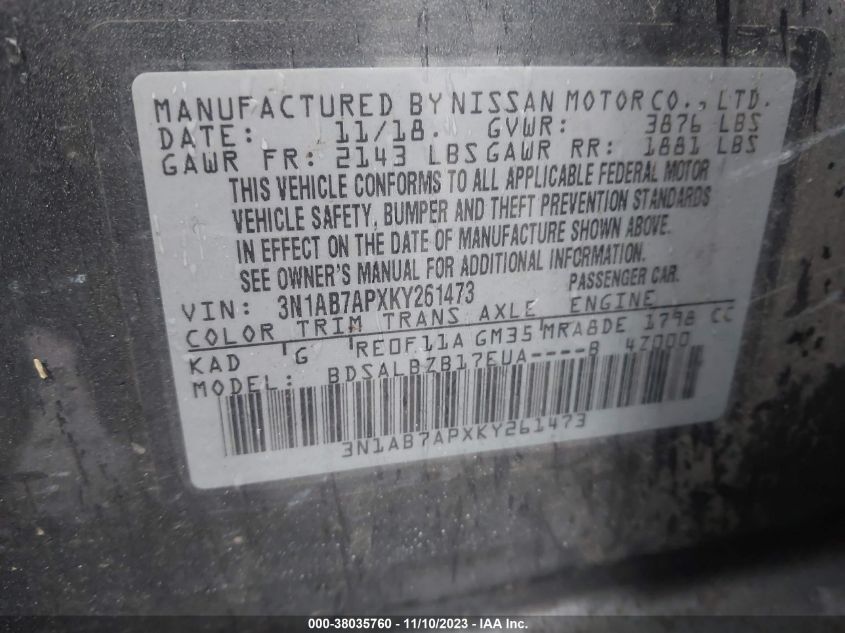 MANUFACTURED BY NISSAN MOTOR CO., LTD.
DATE: 11/18. GVWR: 3876 LBS
GAWR FR: 2143 LBS GAWR RR: 1881 LBS
THIS VEHICLE CONFORMS TO ALL APPLICABLE FEDERAL MOTOR
VEHICLE SAFETY, BUMPER AND THEFT PREVENTION STANDARDS
IN EFFECT ON THE DATE OF MANUFACTURE SHOWN ABOVE.
SEE OWNER'S MANUAL FOR ADDITIONAL INFORMATION.
VIN: 3N1AB7APXKY261473 PASSENGER CAR.
COLOR TRIM TRANS AXLE ENGINE
KAD G RE0F11A GM35 MRA8DE 1798 CC
MODEL: BDSALBZB17EUA----B 4Z000
3N1AB7APXKY261473
000-38035760 - 11/10/2023 - IAAI, Inc.